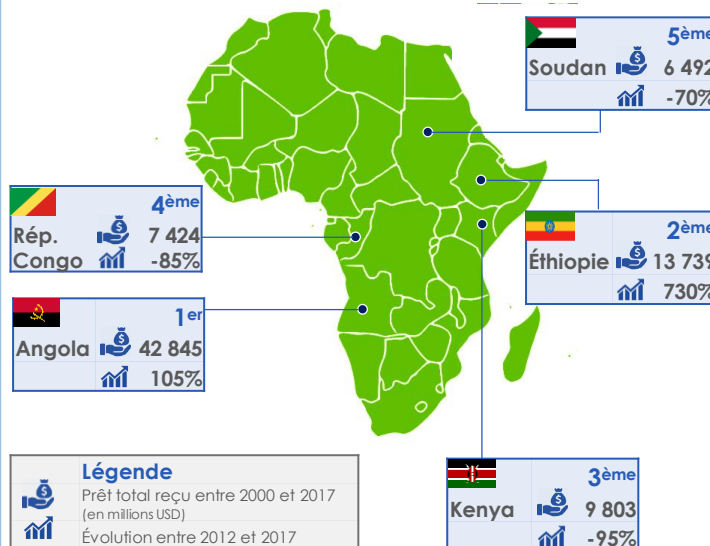 5ème
Soudan 6 492
-70%
4ème
Rép. 7 424
Congo -85%
2ème
Éthiopie 13 739
730%
1er
Angola 42 845
105%
Légende
Prêt total reçu entre 2000 et 2017
(en millions USD)
Évolution entre 2012 et 2017
3ème
Kenya 9 803
-95%